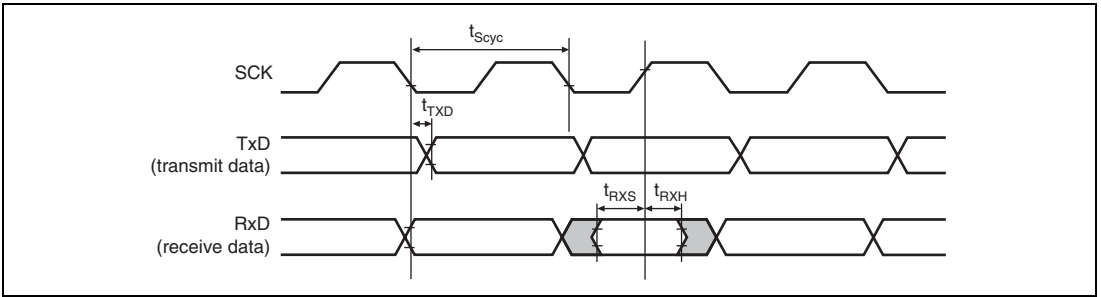 tScyc
SCK
tTXD
TxD
(transmit data)
tRXS
tRXH
RxD
(receive data)